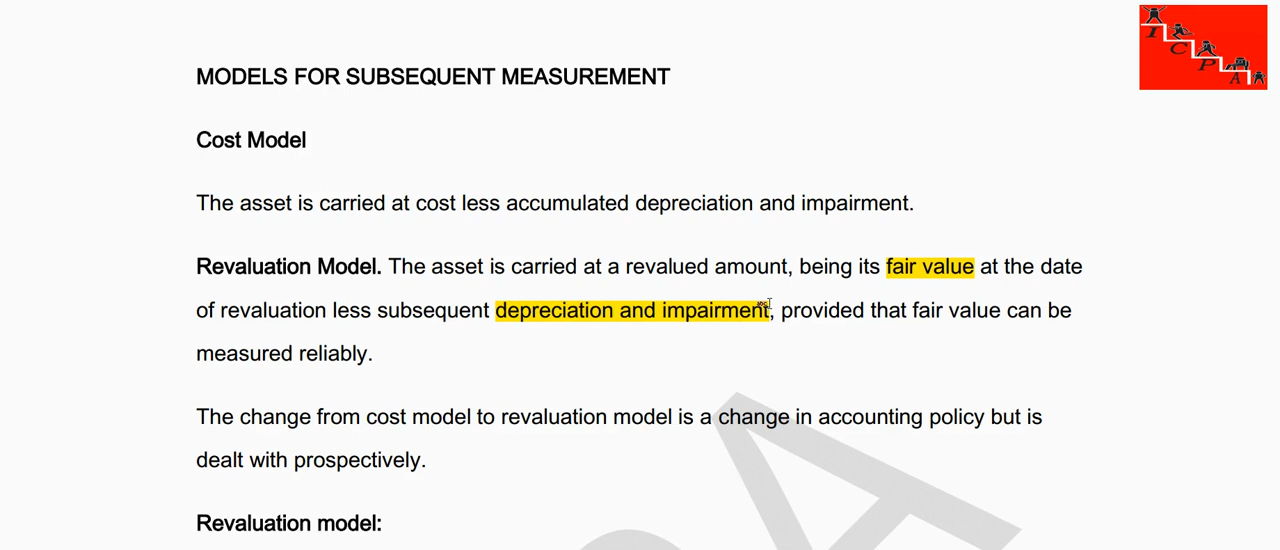 I C P A
MODELS FOR SUBSEQUENT MEASUREMENT
Cost Model
The asset is carried at cost less accumulated depreciation and impairment.
Revaluation Model. The asset is carried at a revalued amount, being its fair value at the date
of revaluation less subsequent depreciation and impairment, provided that fair value can be
measured reliably.
The change from cost model to revaluation model is a change in accounting policy but is
dealt with prospectively.
Revaluation model: